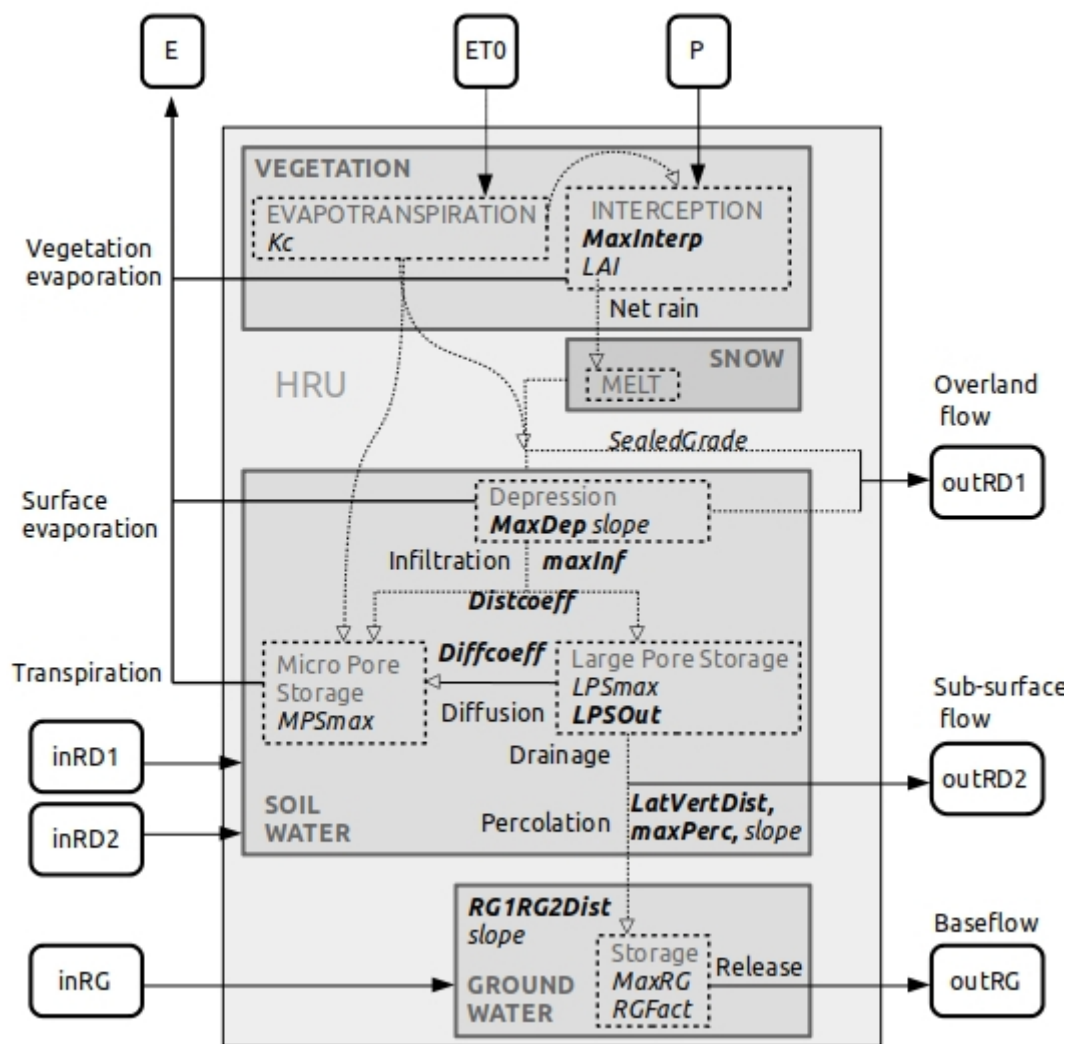 E
ET0
P
VEGETATION
EVAPOTRANSPIRATION
Kc
INTERCEPTION
MaxInterp
LAI
Vegetation
evaporation
Net rain
SNOW
MELT
HRU
Overland
flow
SealedGrade
outRD1
Depression
MaxDep slope
Surface
evaporation
Infiltration maxInf
Distcoeff
Micro Pore
Storage
MPSmax
Diffcoeff
Diffusion
Large Pore Storage
LPSmax
LPSOut
Transpiration
Sub-surface
flow
inRD1
Drainage
outRD2
inRD2
SOIL
WATER
Percolation
LatVertDist,
maxPerc, slope
RG1RG2Dist
slope
Storage
MaxRG
RGFact
Release
Baseflow
inRG
GROUND
WATER
outRG